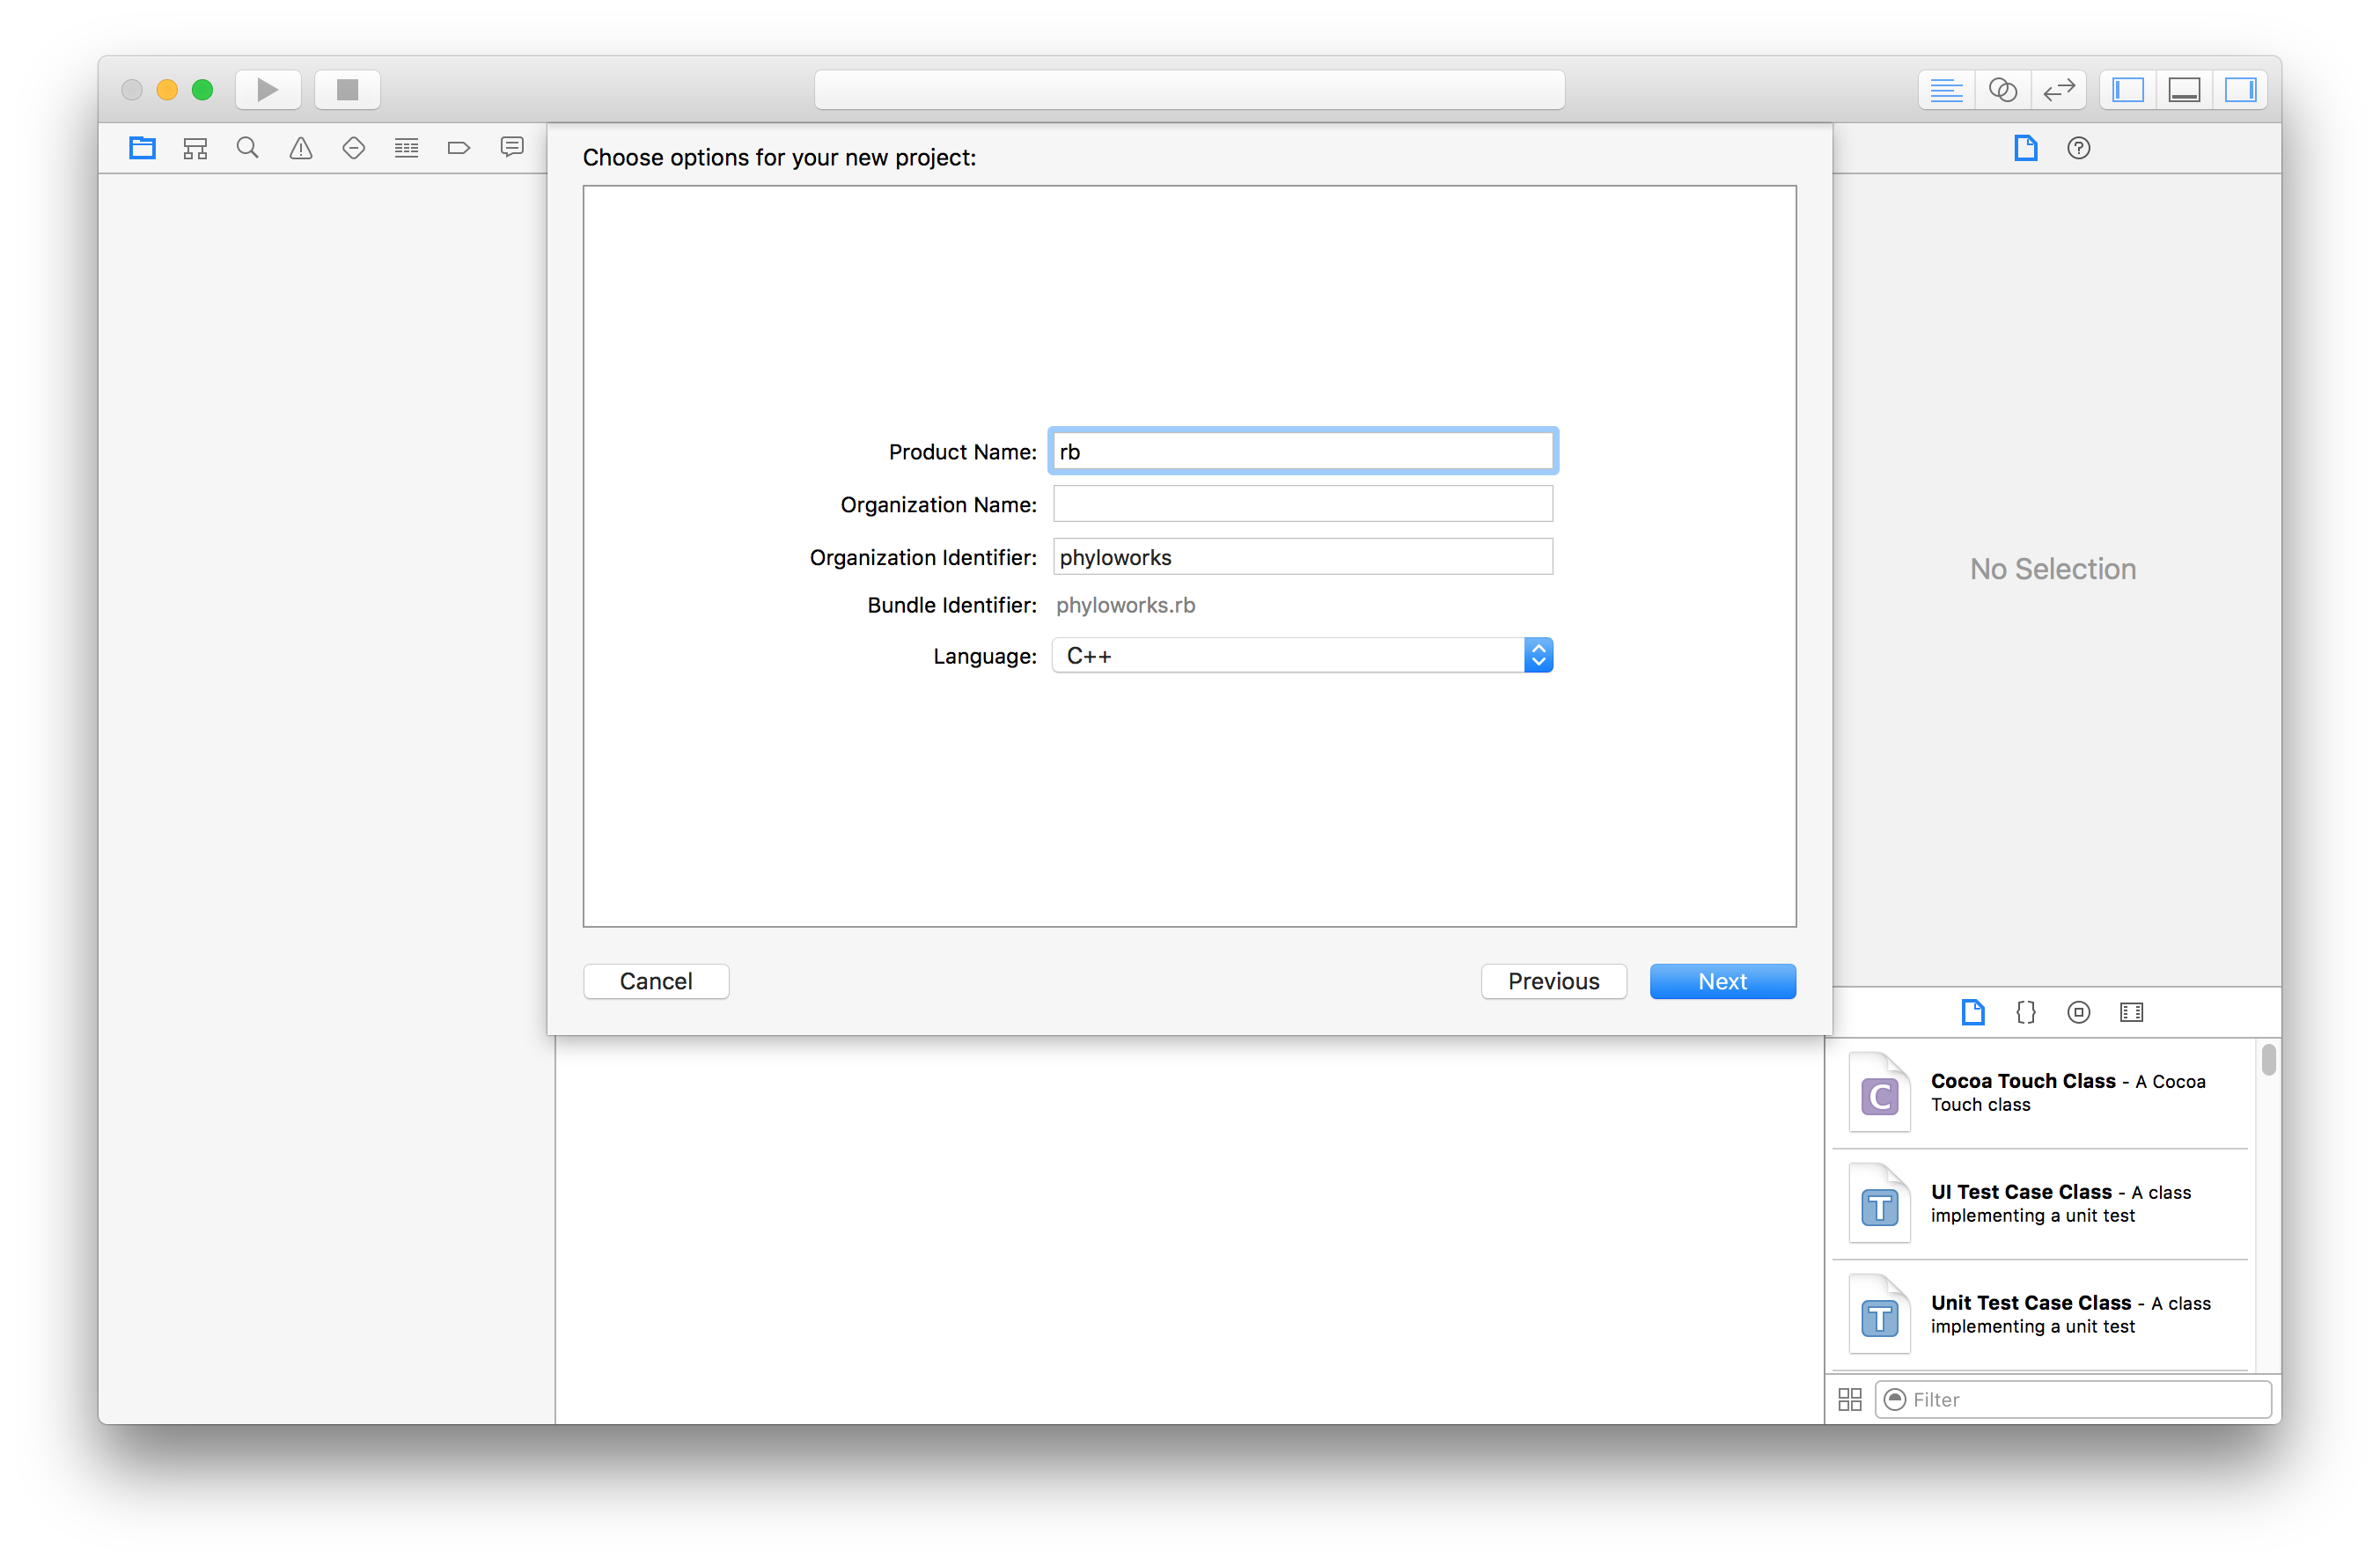 Choose options for your new project:
Product Name: rb
Organization Name:
Organization Identifier: phyloworks
Bundle Identifier: phyloworks.rb
Language: C++
Cancel
Previous
Next
No Selection
C
Cocoa Touch Class - A Cocoa
Touch class
T
UI Test Case Class - A class
implementing a unit test
T
Unit Test Case Class - A class
implementing a unit test
Filter